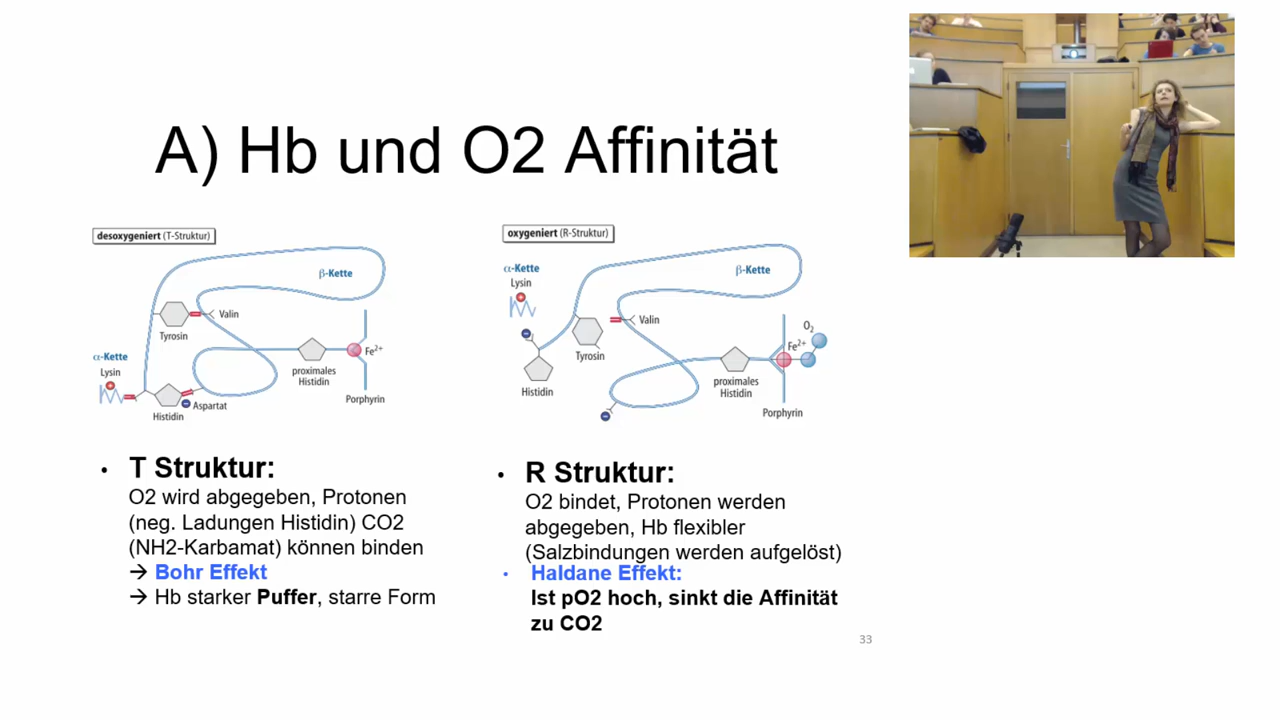 A) Hb und O2 Affinität
desoxygeniert (T-Struktur)
β-Kette
Valin
Tyrosin
α-Kette
Lysin
+
Fe2+
proximales
Histidin
−
Aspartat
Histidin
Porphyrin
oxygeniert (R-Struktur)
α-Kette
Lysin
+
β-Kette
−
Valin
Tyrosin
O2
Fe2+
proximales
Histidin
Histidin
−
Porphyrin
• T Struktur:
O2 wird abgegeben, Protonen
(neg. Ladungen Histidin) CO2
(NH2-Karbamat) können binden
→ Bohr Effekt
→ Hb starker Puffer, starre Form
• R Struktur:
O2 bindet, Protonen werden
abgegeben, Hb flexibler
(Salzbindungen werden aufgelöst)
• Haldane Effekt:
Ist pO2 hoch, sinkt die Affinität
zu CO2
33